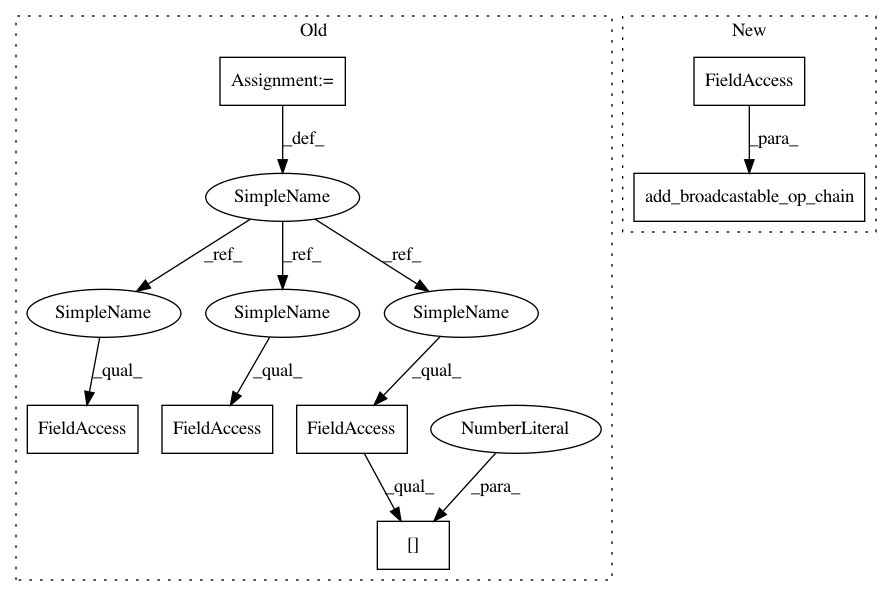 Old
New
Assignment:=
FieldAccess
_def_
_para_
SimpleName
add_broadcastable_op_chain
_ref_
_ref_
_ref_
SimpleName
SimpleName
SimpleName
_qual_
_qual_
_qual_
FieldAccess
FieldAccess
FieldAccess
NumberLiteral
_qual_
_para_
[]